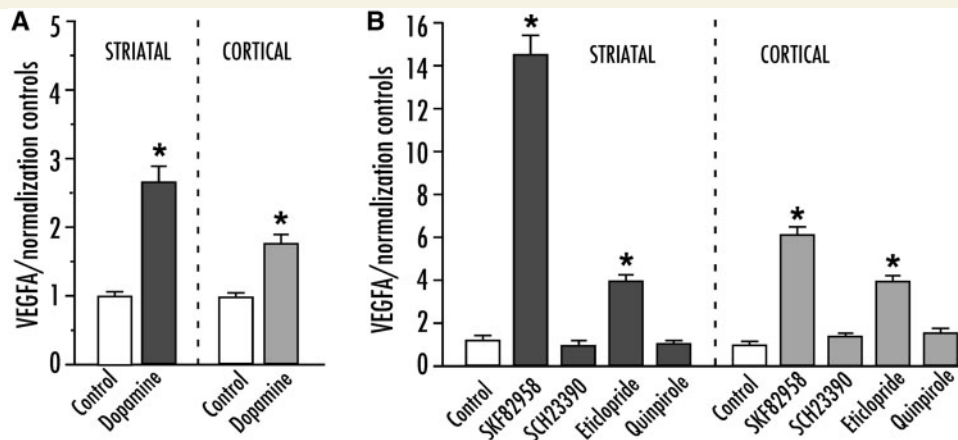 A
VEGFA/normalization controls
5
4
3
2
1
0
STRIATAL
CORTICAL
*
*
Control
Dopamine
Control
Dopamine
B
VEGFA/normalization controls
16
14
12
10
8
6
4
2
0
STRIATAL
CORTICAL
*
*
*
*
Control
SKF82958
SCH23390
Eticlopride
Quinpirole
Control
SKF82958
SCH23390
Eticlopride
Quinpirole